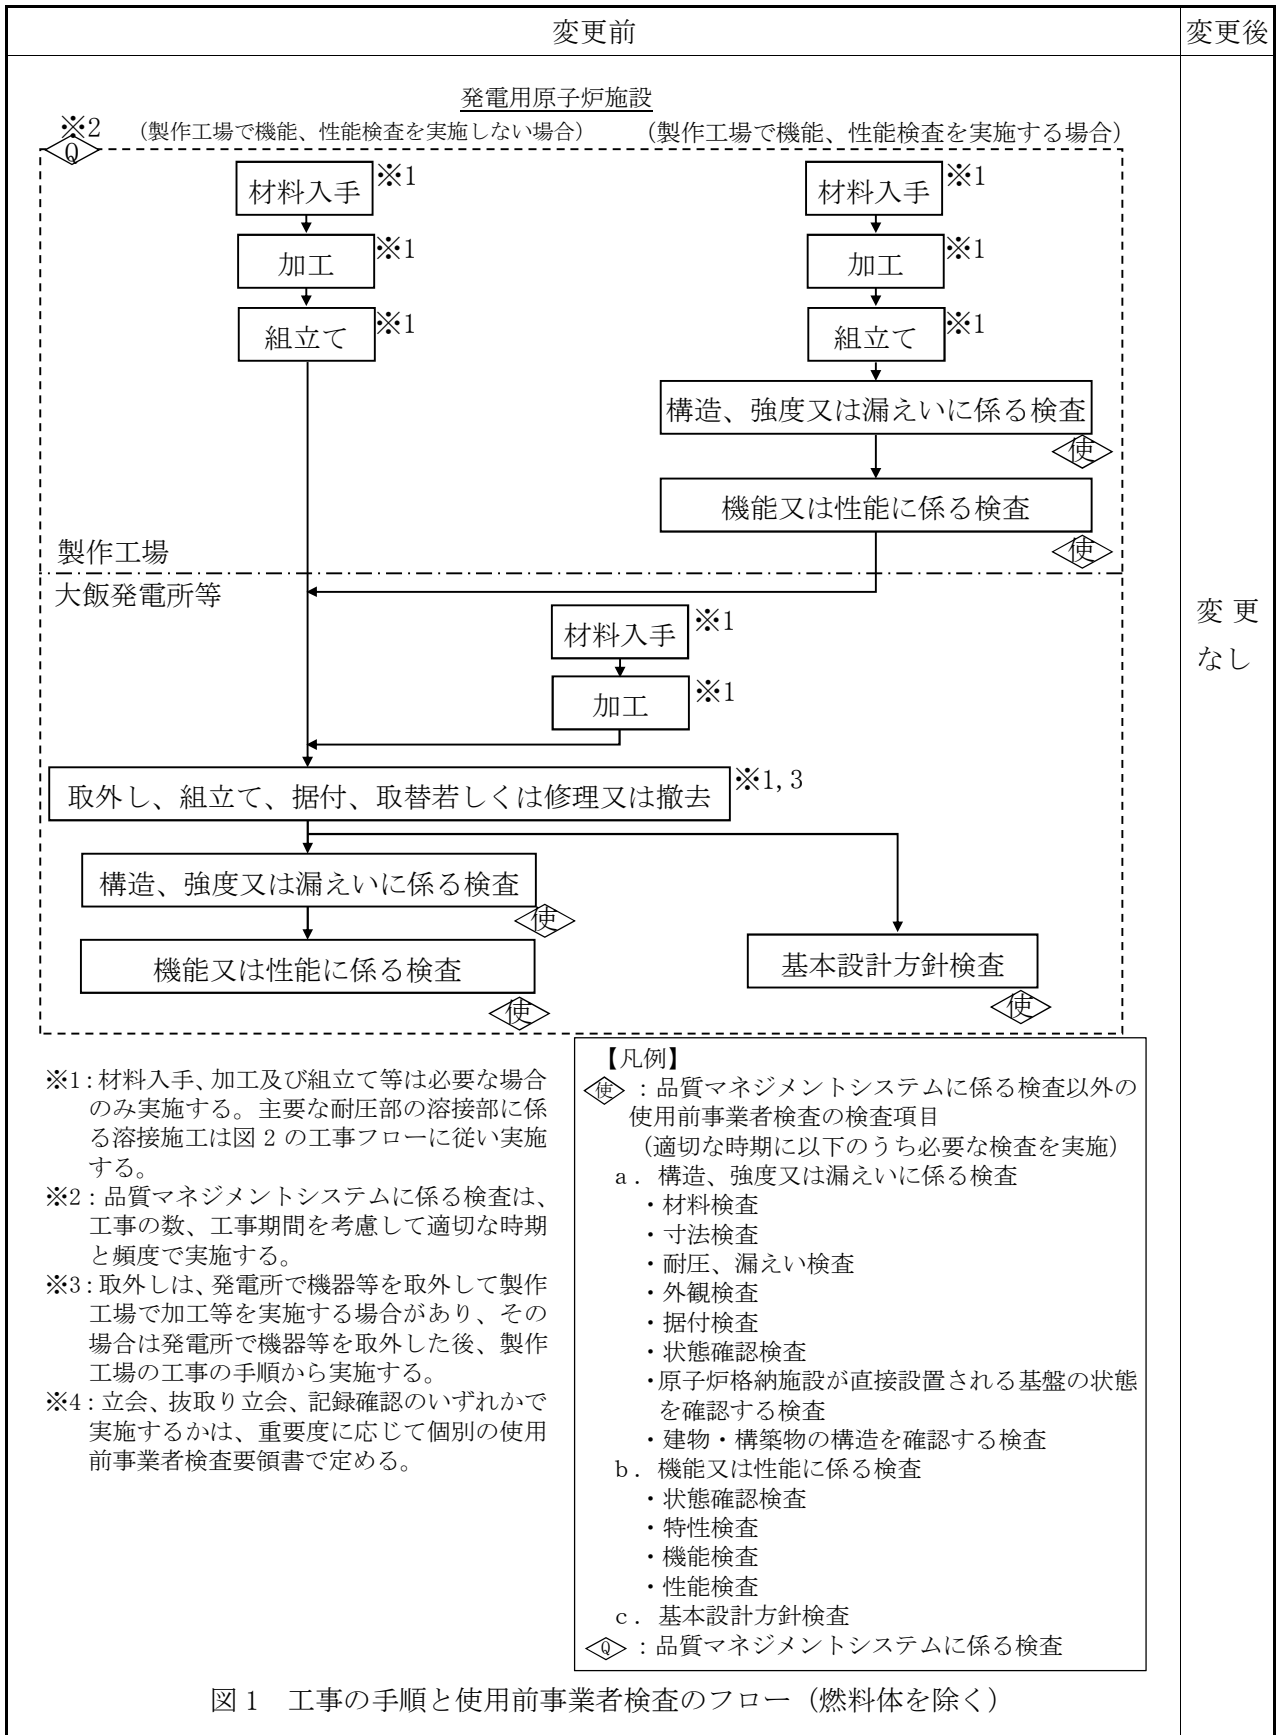 変更前
変更後
発電用原子炉施設
※2
(製作工場で機能、性能検査を実施しない場合)
(製作工場で機能、性能検査を実施する場合)
Q
材料入手
※1
材料入手
※1
加工
※1
加工
※1
組立て
※1
組立て
※1
構造、強度又は漏えいに係る検査
使
機能又は性能に係る検査
使
製作工場
大飯発電所等
材料入手
※1
加工
※1
取外し、組立て、据付、取替若しくは修理又は撤去
※1,3
構造、強度又は漏えいに係る検査
使
機能又は性能に係る検査
使
基本設計方針検査
使
変更
なし
※1:材料入手、加工及び組立て等は必要な場合
のみ実施する。主要な耐圧部の溶接部に係
る溶接施工は図2の工事フローに従い実施
する。
※2:品質マネジメントシステムに係る検査は、
工事の数、工事期間を考慮して適切な時期
と頻度で実施する。
※3:取外しは、発電所で機器等を取外して製作
工場で加工等を実施する場合があり、その
場合は発電所で機器等を取外した後、製作
工場の工事の手順から実施する。
※4:立会、抜取り立会、記録確認のいずれかで
実施するかは、重要度に応じて個別の使用
前事業者検査要領書で定める。
【凡例】
使:品質マネジメントシステムに係る検査以外の
使用前事業者検査の検査項目
(適切な時期に以下のうち必要な検査を実施)
a.構造、強度又は漏えいに係る検査
・材料検査
・寸法検査
・耐圧、漏えい検査
・外観検査
・据付検査
・状態確認検査
・原子炉格納施設が直接設置される基盤の状態
を確認する検査
・建物・構築物の構造を確認する検査
b.機能又は性能に係る検査
・状態確認検査
・特性検査
・機能検査
・性能検査
c.基本設計方針検査
Q:品質マネジメントシステムに係る検査
図1 工事の手順と使用前事業者検査のフロー(燃料体を除く)